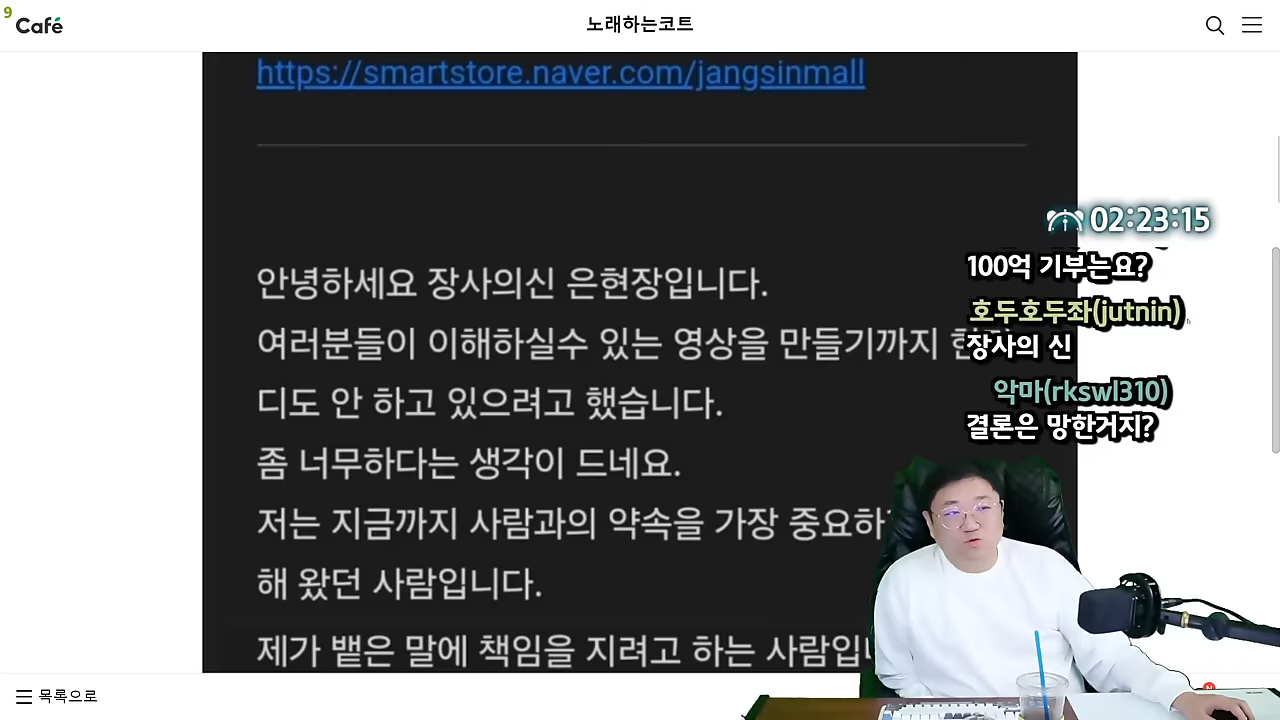 9
Café
노래하는코트
https://smartstore.naver.com/jangsinmall
안녕하세요 장사의신 은현장입니다.
여러분들이 이해하실수 있는 영상을 만들기까지
디도 안 하고 있으려고 했습니다.
좀 너무하다는 생각이 드네요.
저는 지금까지 사람과의 약속을 가장
해 왔던 사람입니다.
제가 뱉은 말에 책임을 지려고 하는
02:23:15
100억 기부는요?
호두호두좌(jutnin)
장사의 신
악마(rkswl310)
결론은 망한거지?
목록으로